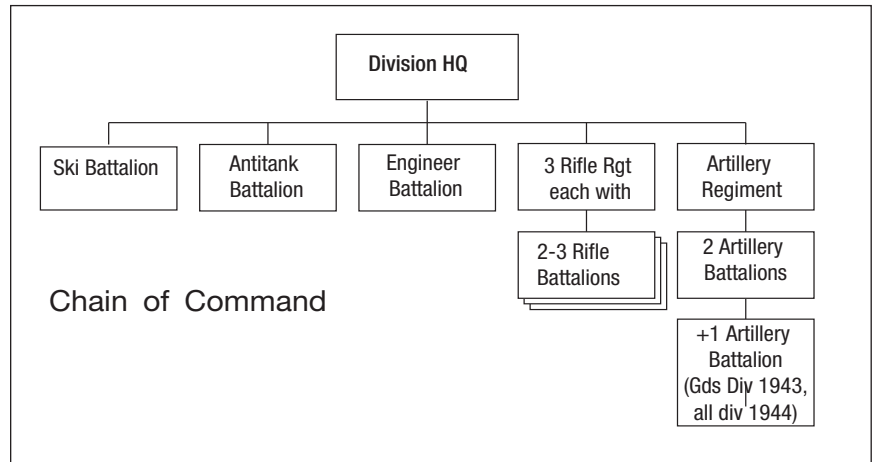 Division HQ
Ski Battalion
Antitank
Battalion
Engineer
Battalion
3 Rifle Rgt
each with
Artillery
Regiment
2-3 Rifle
Battalions
2 Artillery
Battalions
Chain of Command
+1 Artillery
Battalion
(Gds Div 1943,
all div 1944)